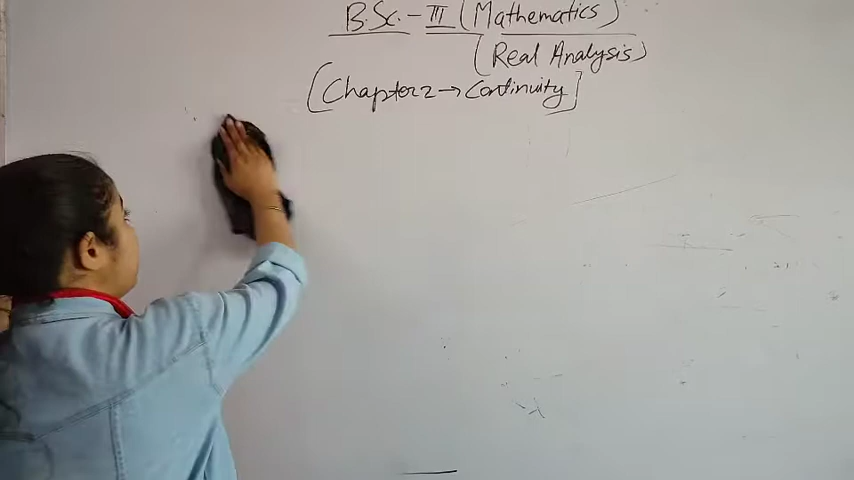 B.Sc. - III (Mathematics)
(Real Analysis)
[Chapter 2 → Continuity]